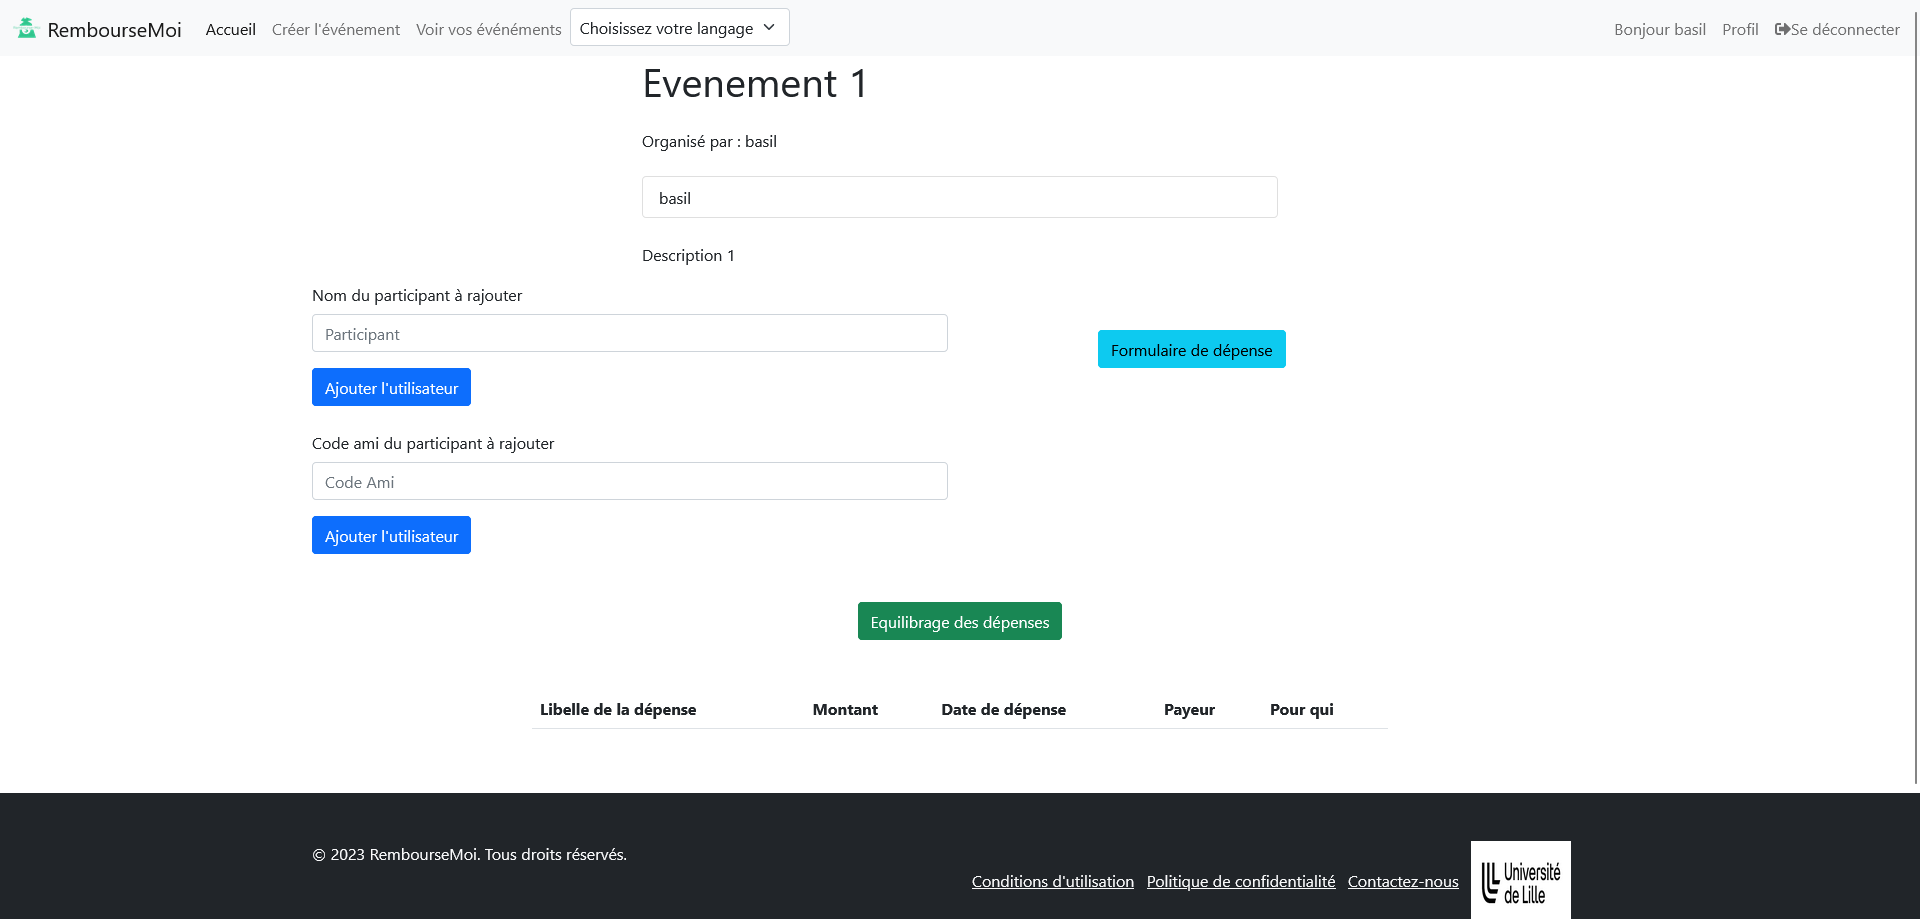 RembourseMoi Accueil Créer l'événement Voir vos événéments Choisissez votre langage Bonjour basil Profil Se déconnecter
Evenement 1
Organisé par : basil
basil
Description 1
Nom du participant à rajouter
Participant
Formulaire de dépense
Ajouter l'utilisateur
Code ami du participant à rajouter
Code Ami
Ajouter l'utilisateur
Equilibrage des dépenses
Libelle de la dépense Montant Date de dépense Payeur Pour qui
© 2023 RembourseMoi. Tous droits réservés.
Conditions d'utilisation Politique de confidentialité Contactez-nous
Université
de Lille